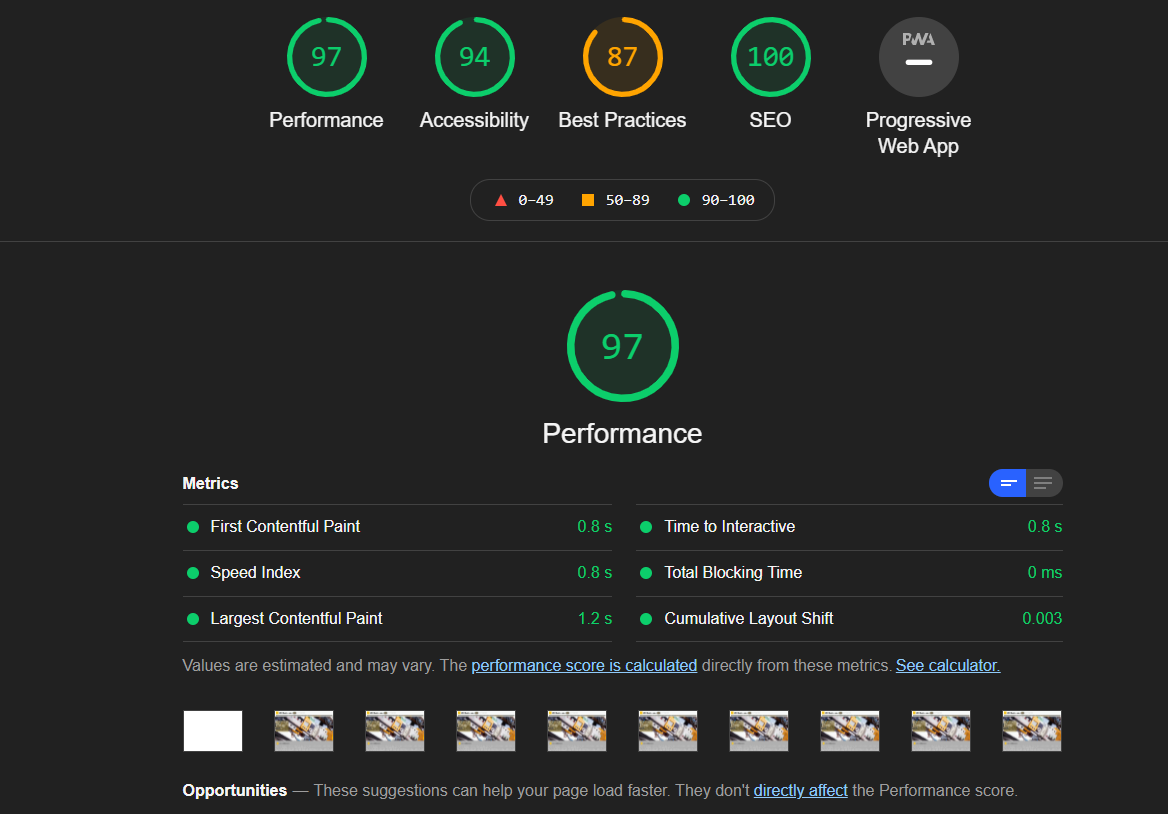 97 94 87 100 PWA
Performance Accessibility Best Practices SEO Progressive
Web App
0–49 50–89 90–100
97
Performance
Metrics
First Contentful Paint 0.8 s
Time to Interactive 0.8 s
Speed Index 0.8 s
Total Blocking Time 0 ms
Largest Contentful Paint 1.2 s
Cumulative Layout Shift 0.003
Values are estimated and may vary. The performance score is calculated directly from these metrics. See calculator.
Opportunities — These suggestions can help your page load faster. They don't directly affect the Performance score.